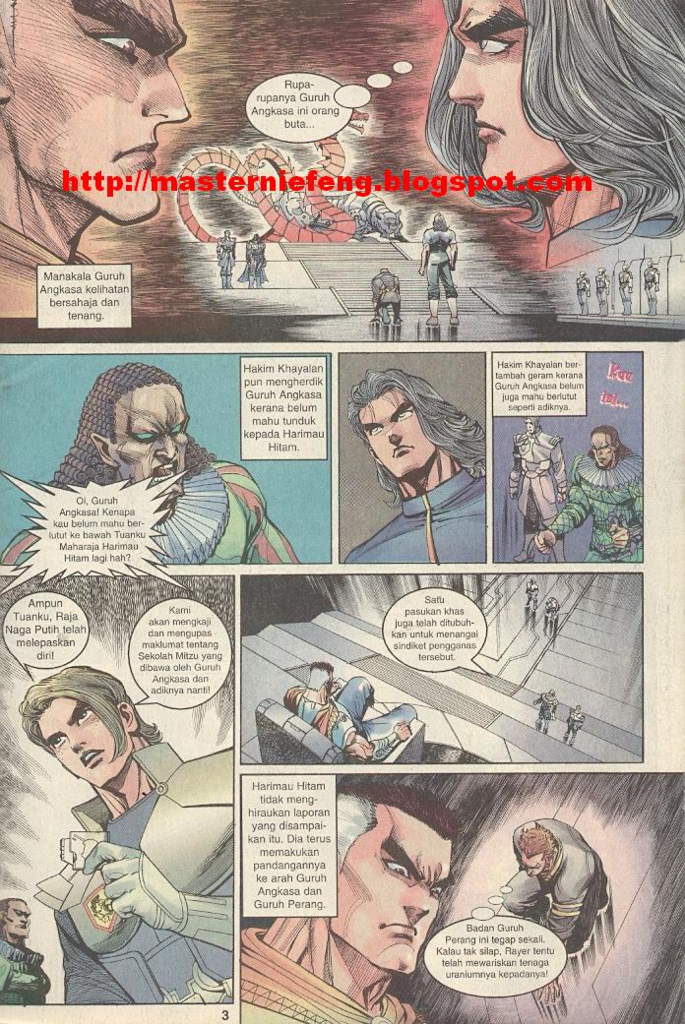 Rupa-
rupanya Guruh
Angkasa ini orang
buta...
http://masterniefeng.blogspot.com
Manakala Guruh
Angkasa kelihatan
bersahaja dan
tenang.
Hakim Khayalan
pun mengherdik
Guruh Angkasa
kerana belum
mahu tunduk
kepada Harimau
Hitam.
Oi, Guruh
Angkasa! Kenapa
kau belum mahu ber-
lutut ke bawah Tuanku
Maharaja Harimau
Hitam lagi hah?
Hakim Khayalan ber-
tambah geram kerana
Guruh Angkasa belum
juga mahu berlutut
seperti adiknya.
Kau
ini...
Ampun
Tuanku, Raja
Naga Putih telah
melepaskan
diri!
Kami
akan mengkaji
dan mengupas
maklumat tentang
Sekolah Mitzu yang
dibawa oleh Guruh
Angkasa dan
adiknya nanti!
Satu
pasukan khas
juga telah ditubuh-
kan untuk menangai
sindiket pengganas
tersebut.
Harimau Hitam
tidak meng-
hiraukan laporan
yang disampai-
kan itu. Dia terus
memakukan
pandangannya
ke arah Guruh
Angkasa dan
Guruh Perang.
Badan Guruh
Perang ini tegap sekali.
Kalau tak silap, Rayer tentu
telah mewariskan tenaga
uraniumnya kepadanya!
3